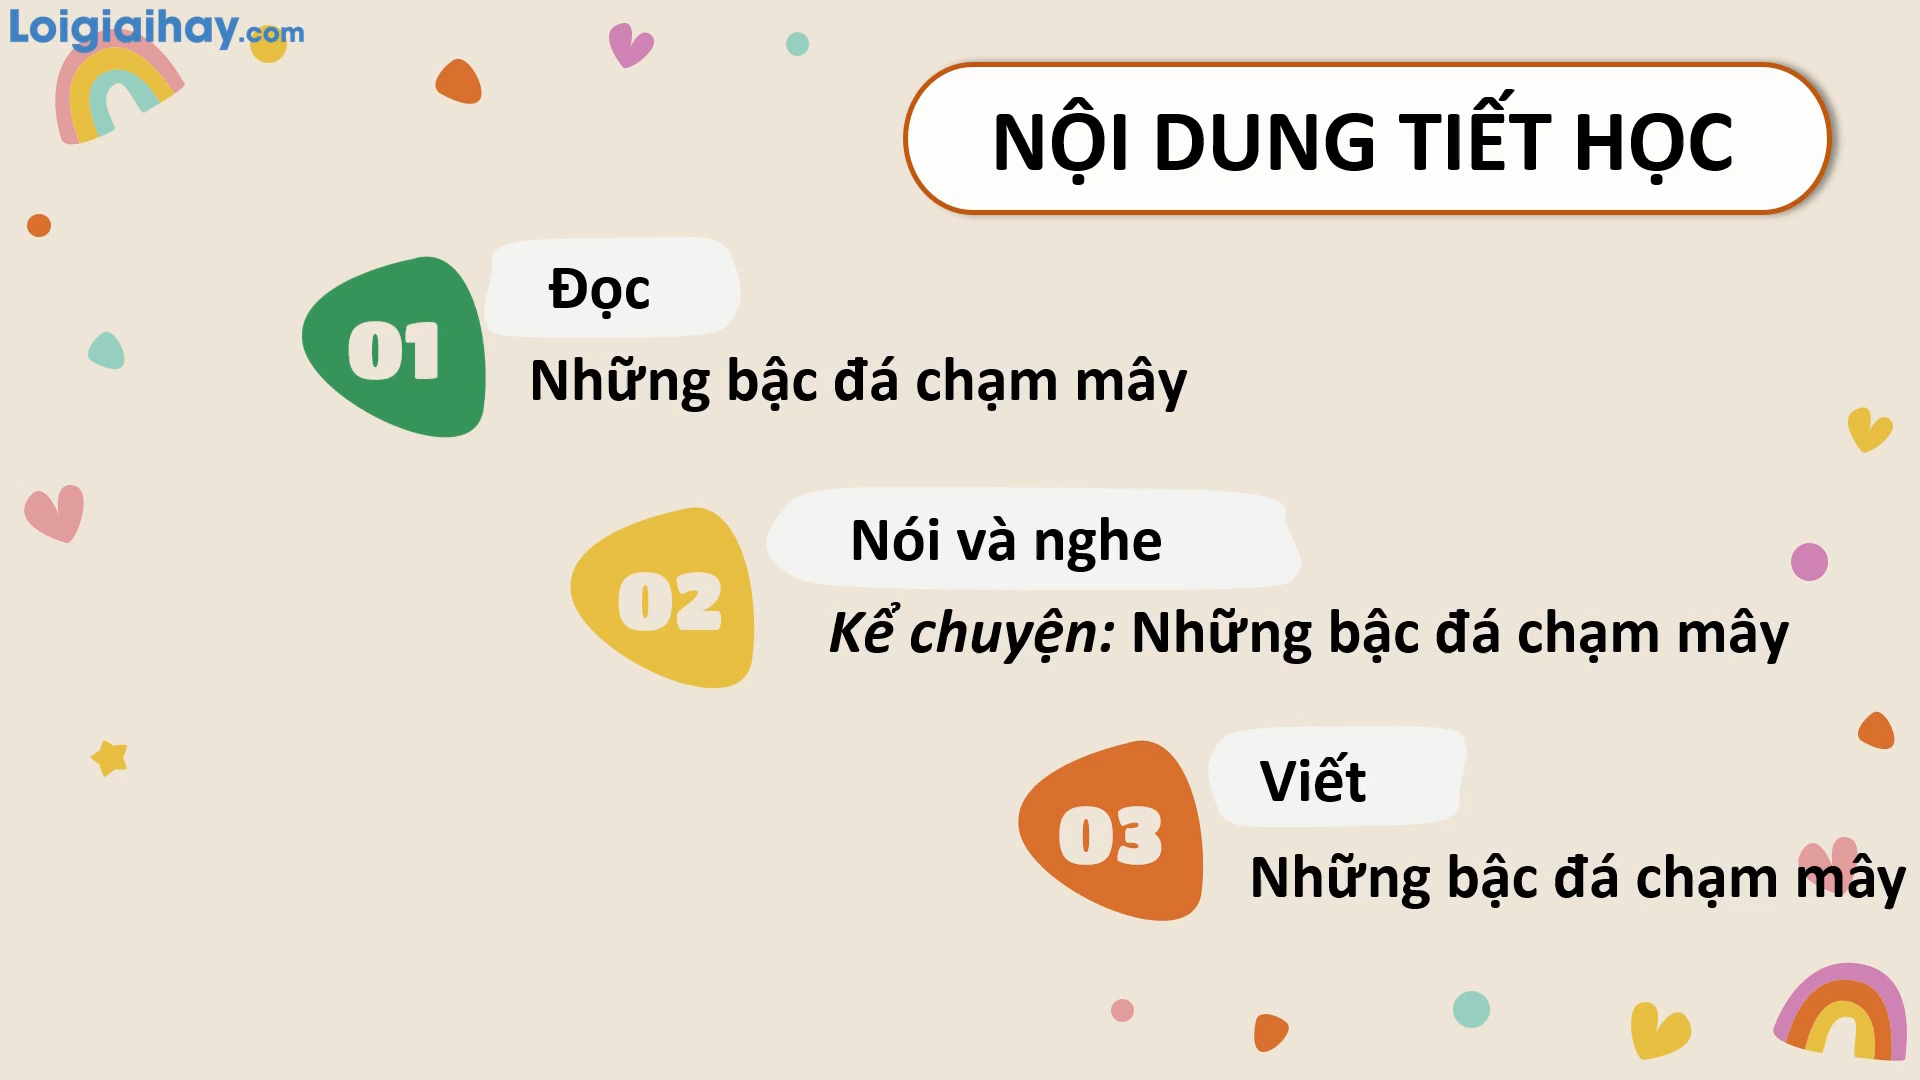 Loigiaihay.com
NỘI DUNG TIẾT HỌC
01
Đọc
Những bậc đá chạm mây
02
Nói và nghe
Kể chuyện: Những bậc đá chạm mây
03
Viết
Những bậc đá chạm mây